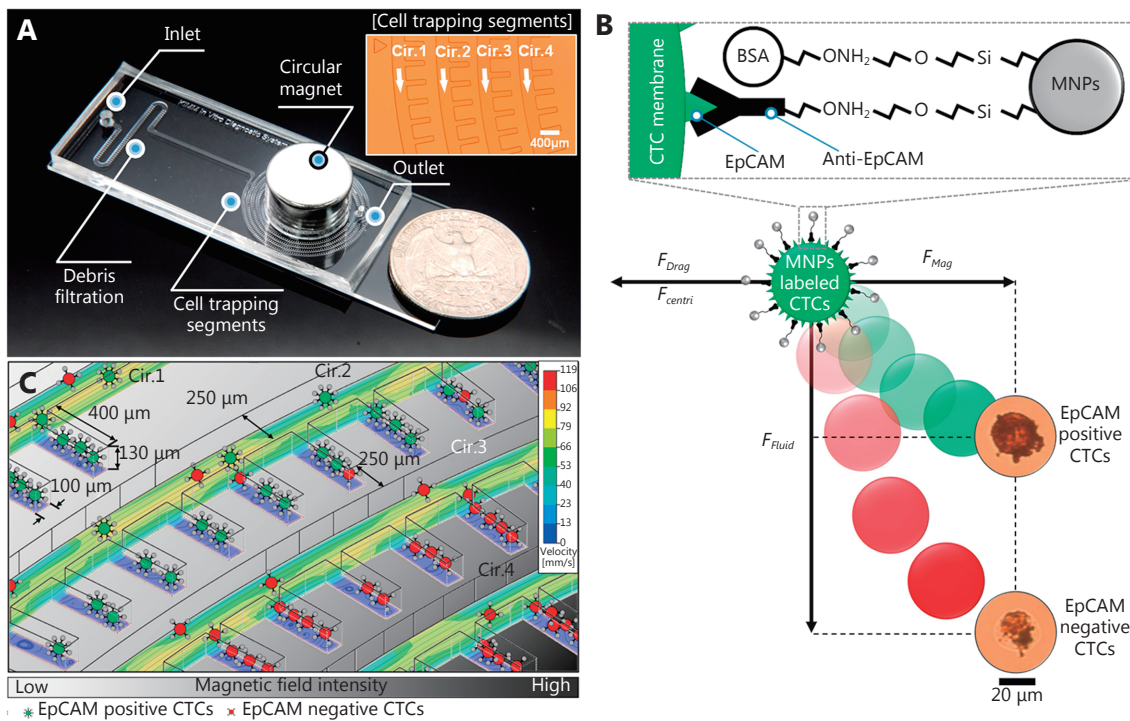 A
Inlet
Circular
magnet
[Cell trapping segments]
Cir.1
Cir.2
Cir.3
Cir.4
400μm
In Vitro Diagnostic System
Outlet
Debris
filtration
Cell trapping
segments
B
CTC membrane
BSA
ONH2
O
Si
MNPs
ONH2
O
Si
EpCAM
Anti-EpCAM
FDrag
Fcentri
MNPs
labeled
CTCs
FMag
FFluid
EpCAM
positive
CTCs
EpCAM
negative
CTCs
20 μm
C
Cir.1
Cir.2
Cir.3
Cir.4
400 μm
130 μm
100 μm
250 μm
250 μm
119
106
92
79
66
53
40
23
13
0
Velocity
[mm/s]
Low Magnetic field intensity High
EpCAM positive CTCs EpCAM negative CTCs